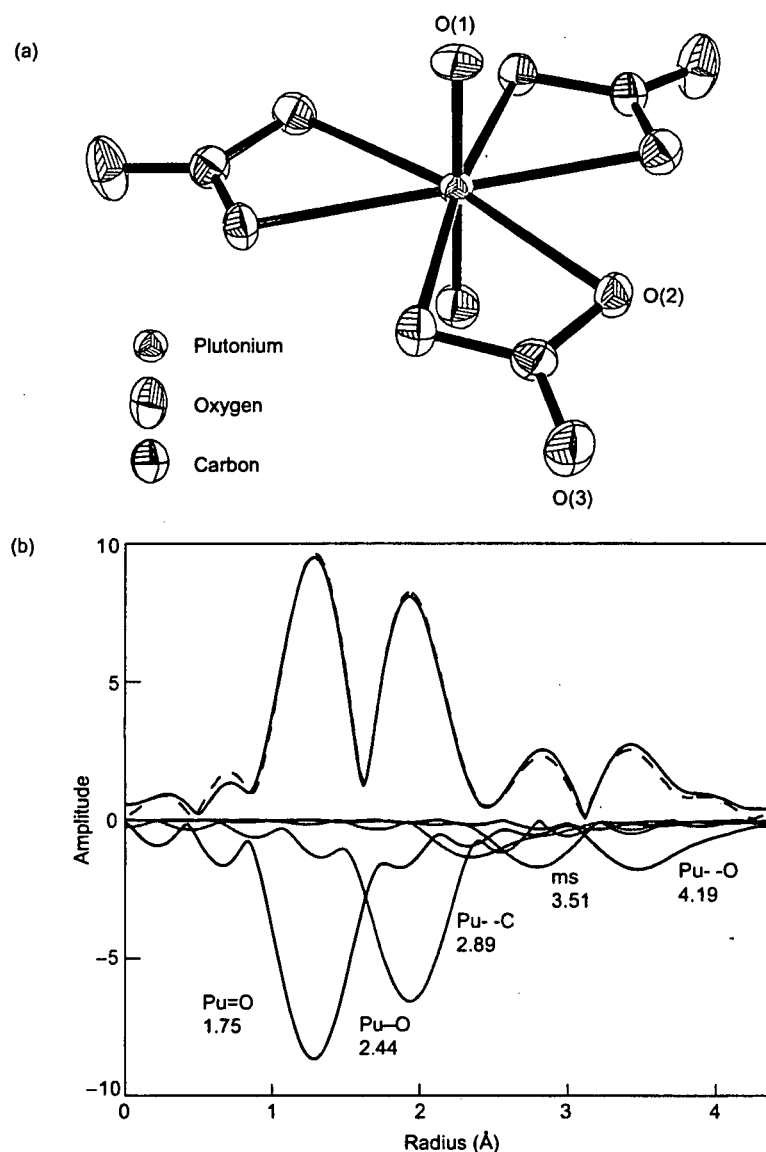 (a)
O(1)
O(2)
O(3)
Plutonium
Oxygen
Carbon
(b)
10
5
0
−5
−10
Amplitude
Pu=O
1.75
Pu–O
2.44
Pu- -C
2.89
ms
3.51
Pu- -O
4.19
0 1 2 3 4
Radius (Å)